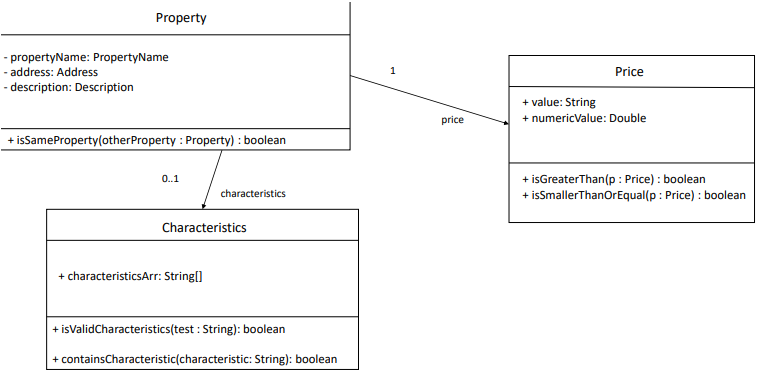 Property
- propertyName: PropertyName
- address: Address
- description: Description
+ isSameProperty(otherProperty : Property) : boolean
1
price
Price
+ value: String
+ numericValue: Double
+ isGreaterThan(p : Price) : boolean
+ isSmallerThanOrEqual(p : Price) : boolean
0..1
characteristics
Characteristics
+ characteristicsArr: String[]
+ isValidCharacteristics(test : String): boolean
+ containsCharacteristic(characteristic: String): boolean